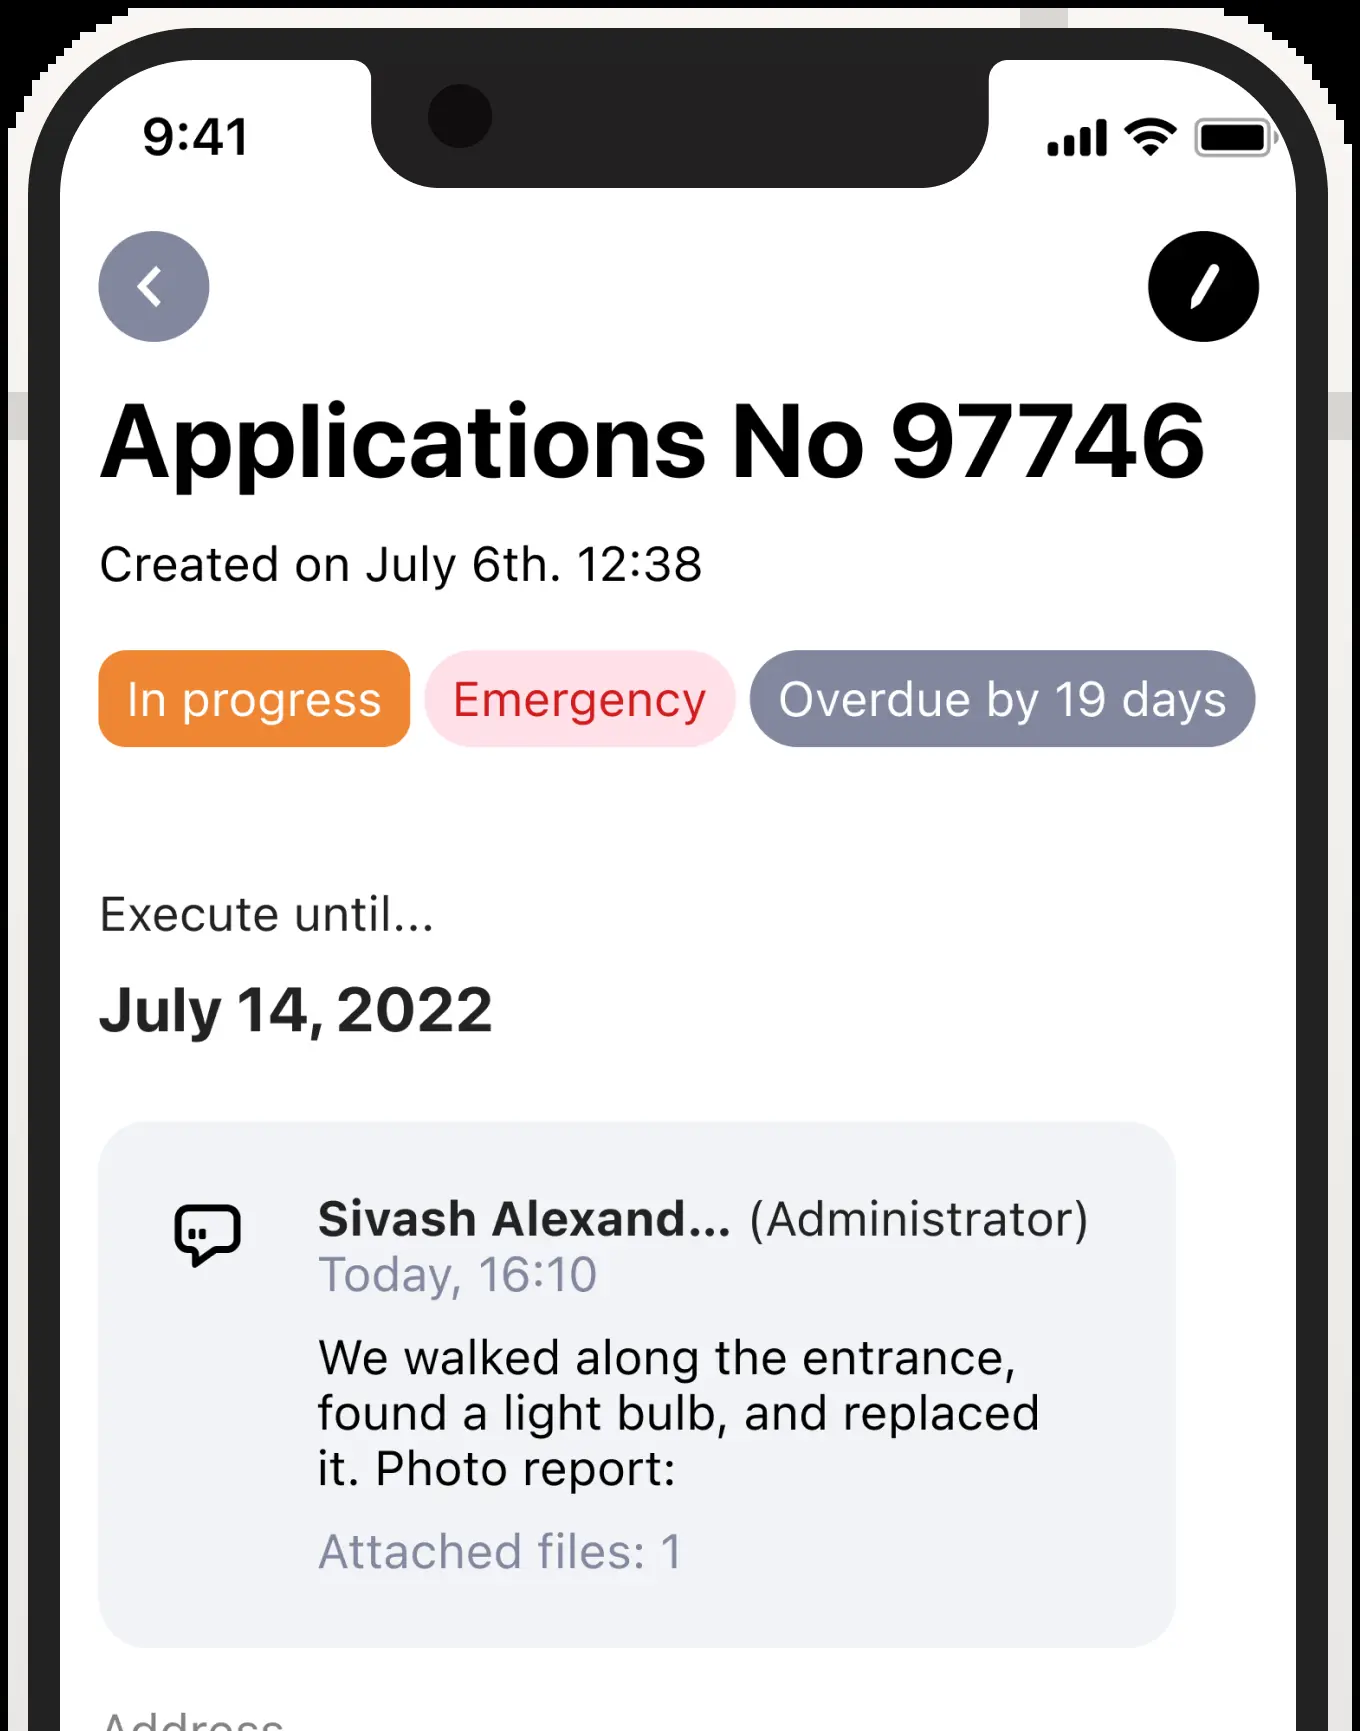 9:41
Applications No 97746
Created on July 6th. 12:38
In progress Emergency Overdue by 19 days
Execute until...
July 14, 2022
Sivash Alexand... (Administrator)
Today, 16:10
We walked along the entrance,
found a light bulb, and replaced
it. Photo report:
Attached files: 1
Address